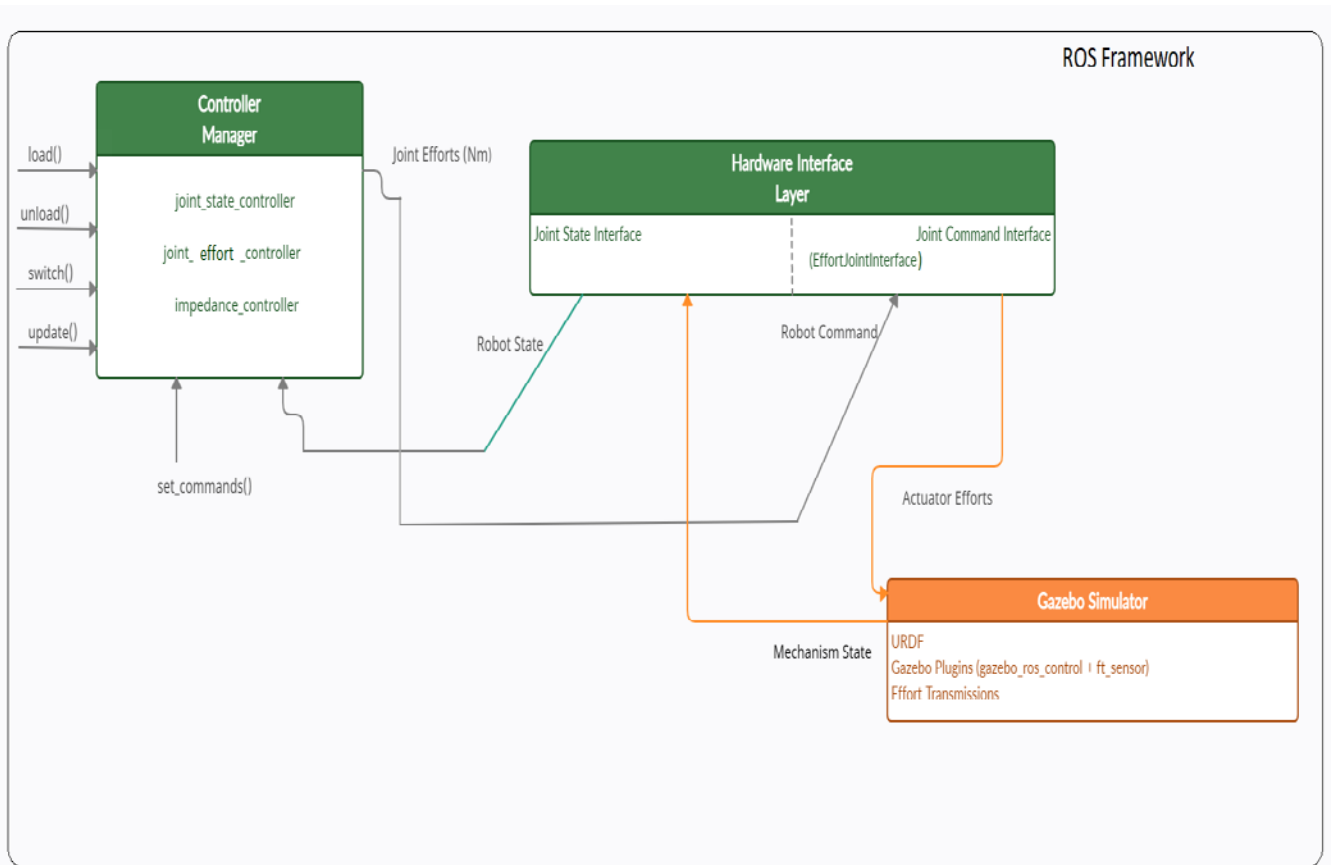 ROS Framework
Controller
Manager
load()
unload()
switch()
update()
joint_state_controller
joint_ effort _controller
impedance_controller
set_commands()
Joint Efforts (Nm)
Hardware Interface
Layer
Joint State Interface
Joint Command Interface
(EffortJointInterface)
Robot State
Robot Command
Actuator Efforts
Mechanism State
Gazebo Simulator
URDF
Gazebo Plugins (gazebo_ros_control + ft_sensor)
Effort Transmissions